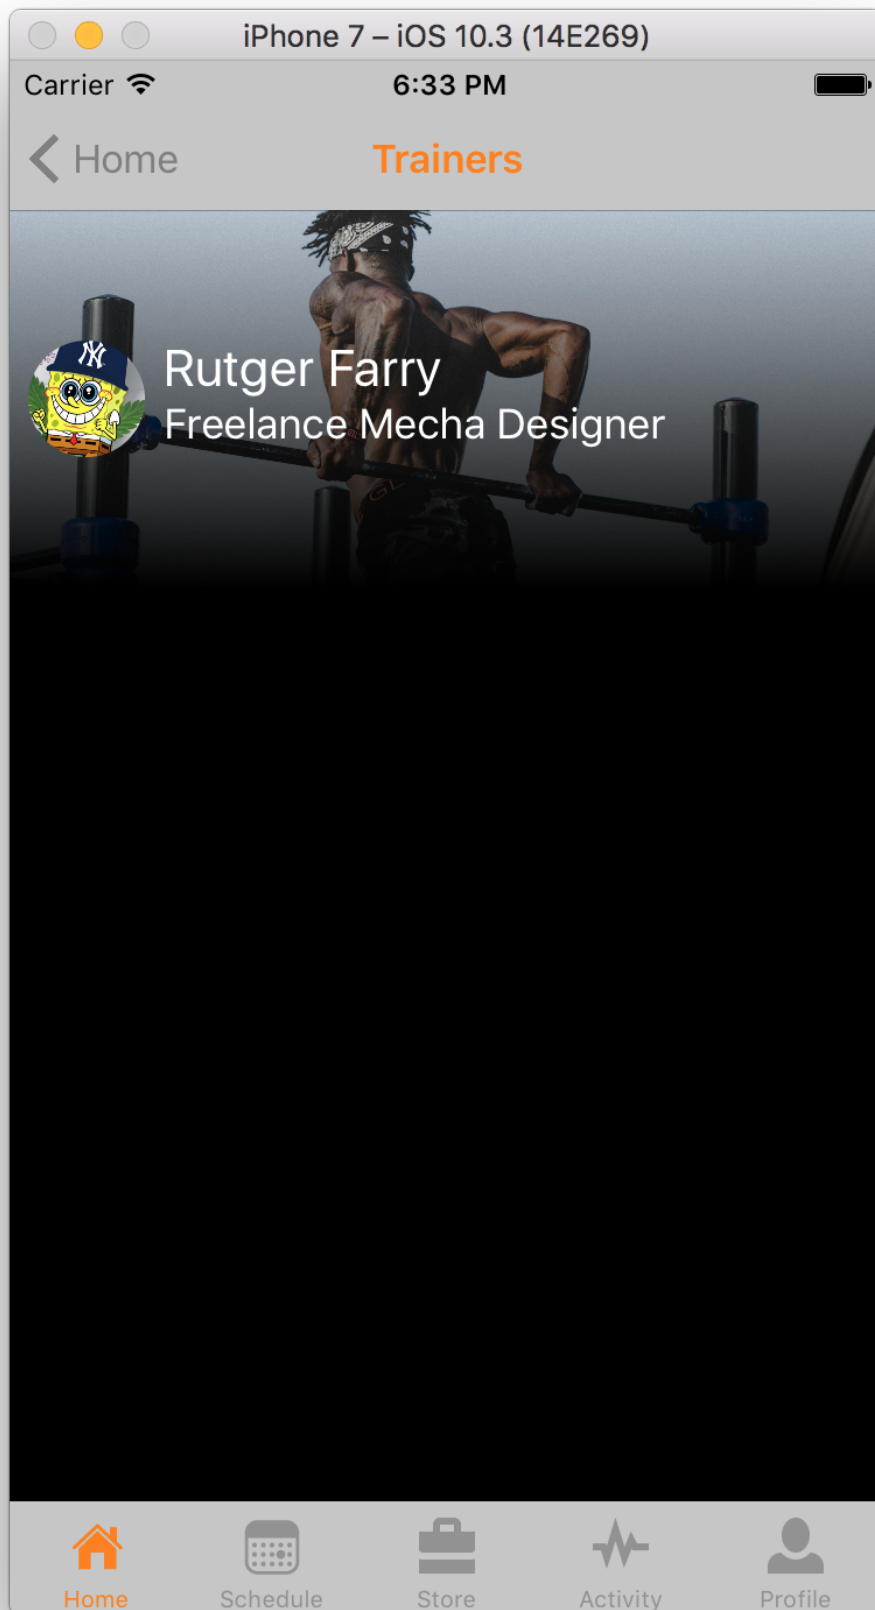 iPhone 7 – iOS 10.3 (14E269)
Carrier 6:33 PM
Home Trainers
NY
Rutger Farry
Freelance Mecha Designer
GL
Home Schedule Store Activity Profile